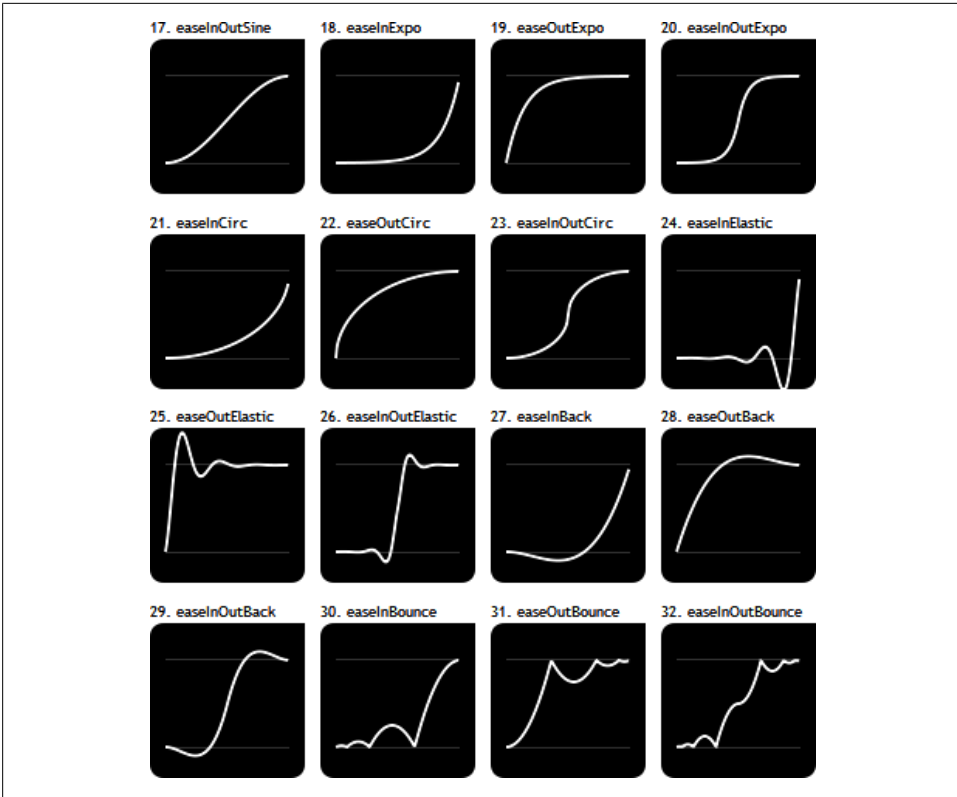 17. easeInOutSine
18. easeInExpo
19. easeOutExpo
20. easeInOutExpo
21. easeInCirc
22. easeOutCirc
23. easeInOutCirc
24. easeInElastic
25. easeOutElastic
26. easeInOutElastic
27. easeInBack
28. easeOutBack
29. easeInOutBack
30. easeInBounce
31. easeOutBounce
32. easeInOutBounce